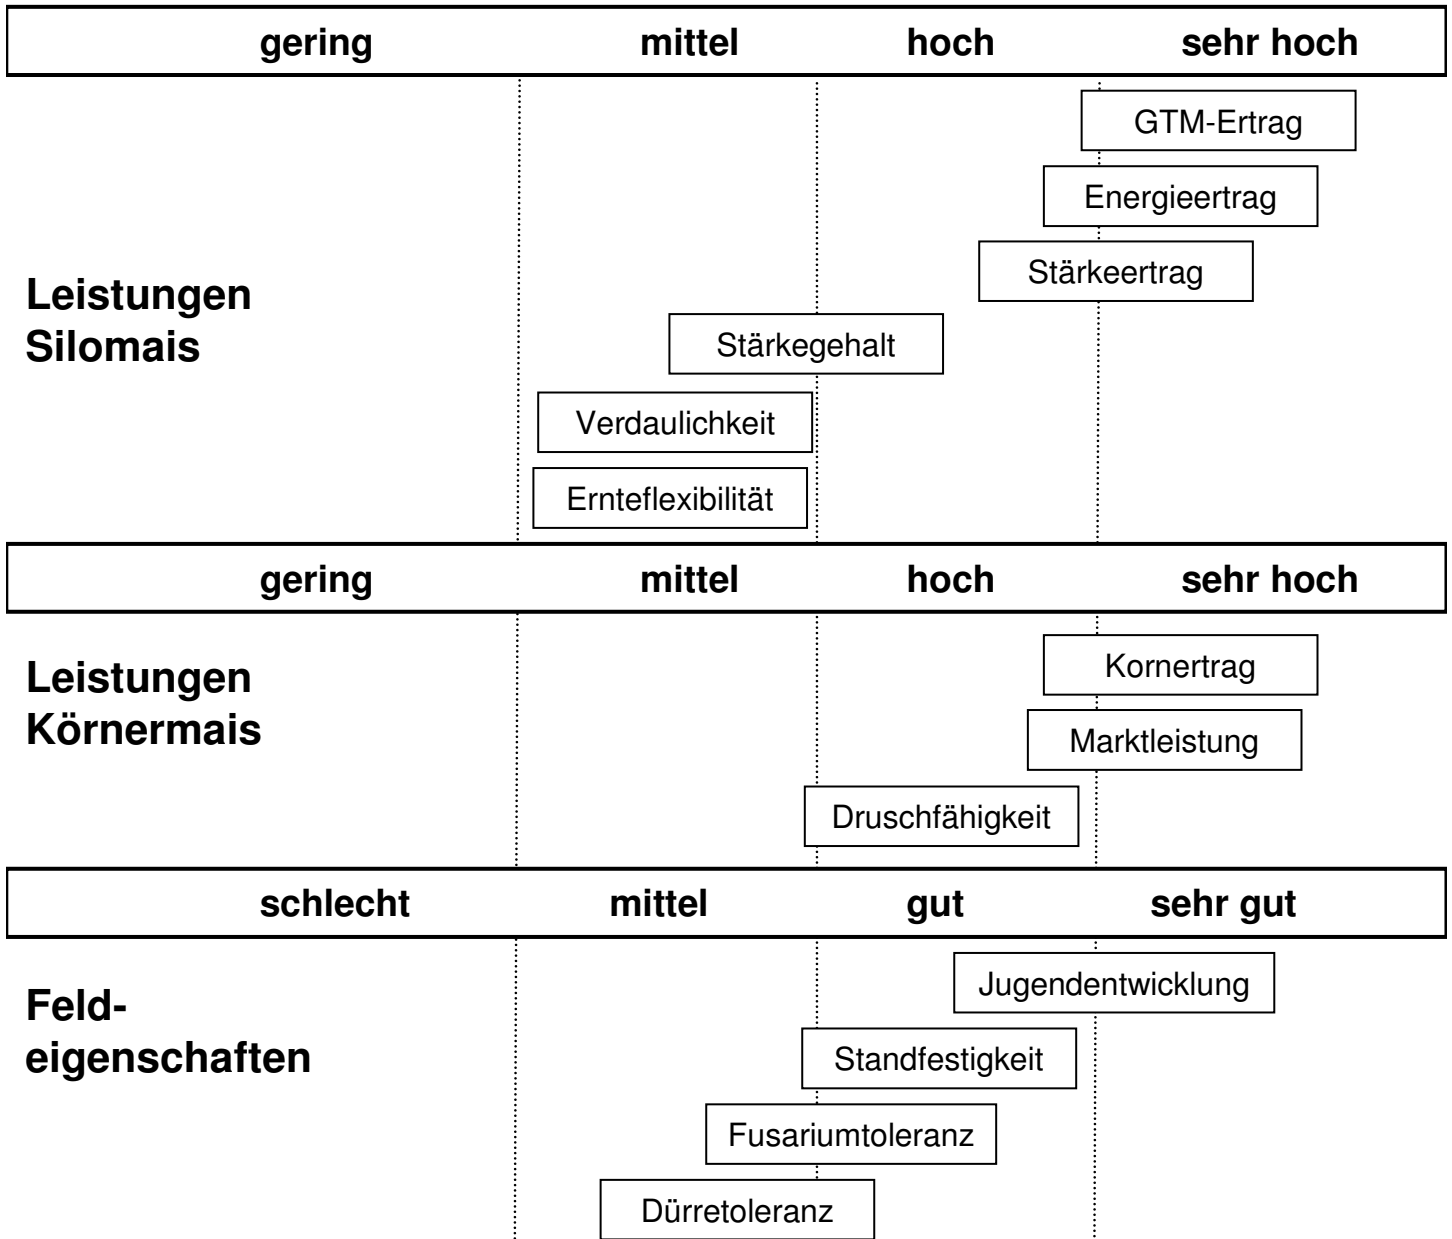 gering mittel hoch sehr hoch
GTM-Ertrag
Energieertrag
Stärkeertrag
Leistungen
Silomais
Stärkegehalt
Verdaulichkeit
Ernteflexibilität
gering mittel hoch sehr hoch
Leistungen
Körnermais
Kornertrag
Marktleistung
Druschfähigkeit
schlecht mittel gut sehr gut
Feld-
eigenschaften
Jugendentwicklung
Standfestigkeit
Fusariumtoleranz
Dürretoleranz